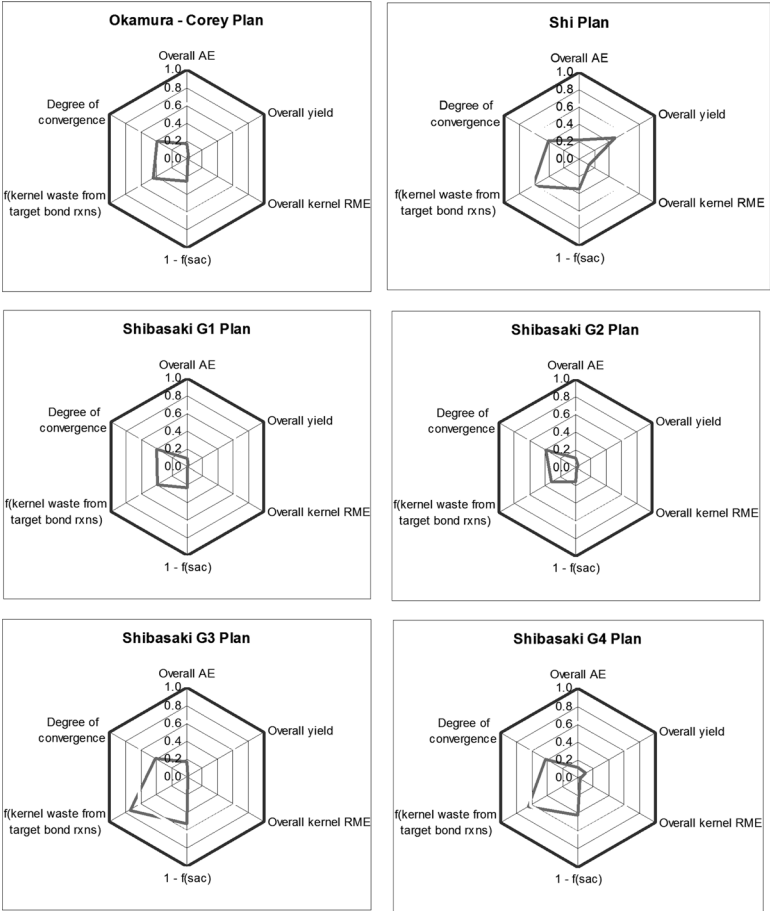 Okamura - Corey Plan
Overall AE
1.0
0.8
0.6
0.4
0.2
0.0
Overall yield
Overall kernel RME
1 - f(sac)
f(kernel waste from
target bond rxns)
Degree of
convergence
Shi Plan
Overall AE
1.0
0.8
0.6
0.4
0.2
0.0
Overall yield
Overall kernel RME
1 - f(sac)
f(kernel waste from
target bond rxns)
Degree of
convergence
Shibasaki G1 Plan
Overall AE
1.0
0.8
0.6
0.4
0.2
0.0
Overall yield
Overall kernel RME
1 - f(sac)
f(kernel waste from
target bond rxns)
Degree of
convergence
Shibasaki G2 Plan
Overall AE
1.0
0.8
0.6
0.4
0.2
0.0
Overall yield
Overall kernel RME
1 - f(sac)
f(kernel waste from
target bond rxns)
Degree of
convergence
Shibasaki G3 Plan
Overall AE
1.0
0.8
0.6
0.4
0.2
0.0
Overall yield
Overall kernel RME
1 - f(sac)
f(kernel waste from
target bond rxns)
Degree of
convergence
Shibasaki G4 Plan
Overall AE
1.0
0.8
0.6
0.4
0.2
0.0
Overall yield
Overall kernel RME
1 - f(sac)
f(kernel waste from
target bond rxns)
Degree of
convergence